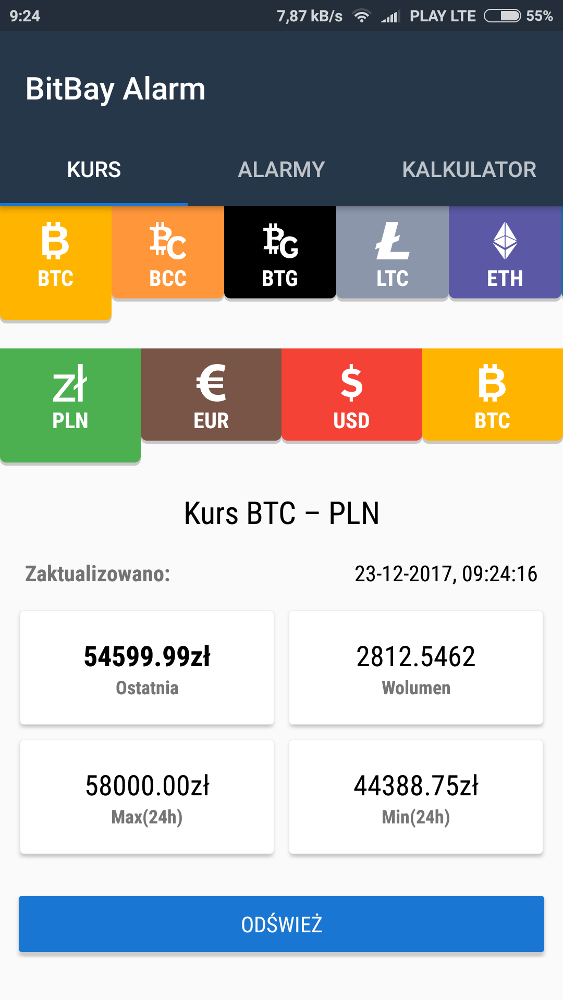 9:24 7,87 kB/s PLAY LTE 55%
BitBay Alarm
KURS ALARMY KALKULATOR
BTC BCC BTG LTC ETH
zł € $
PLN EUR USD BTC
Kurs BTC – PLN
Zaktualizowano: 23-12-2017, 09:24:16
54599.99zł 2812.5462
Ostatnia Wolumen
58000.00zł 44388.75zł
Max(24h) Min(24h)
ODŚWIEŻ